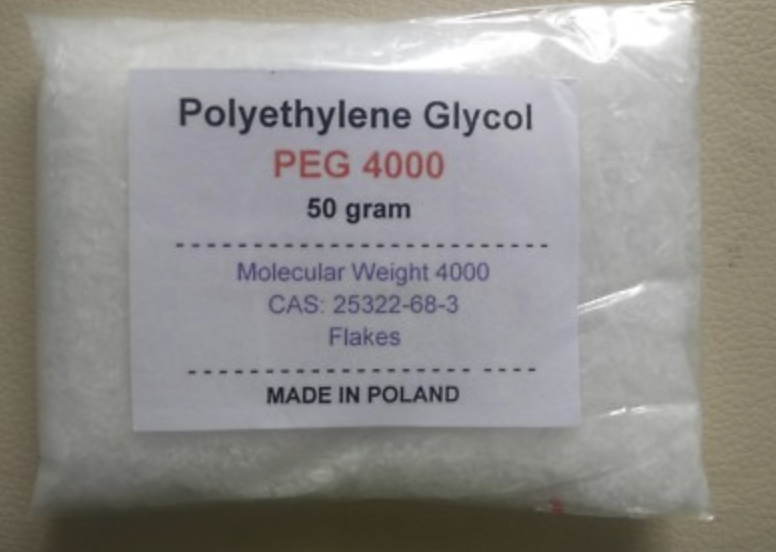 Polyethylene Glycol
PEG 4000
50 gram
- - - - - - - - - - - - - - - - - - - - - - - - - -
Molecular Weight 4000
CAS: 25322-68-3
Flakes
- - - - - - - - - - - - - - - - - - - - - - - -
MADE IN POLAND